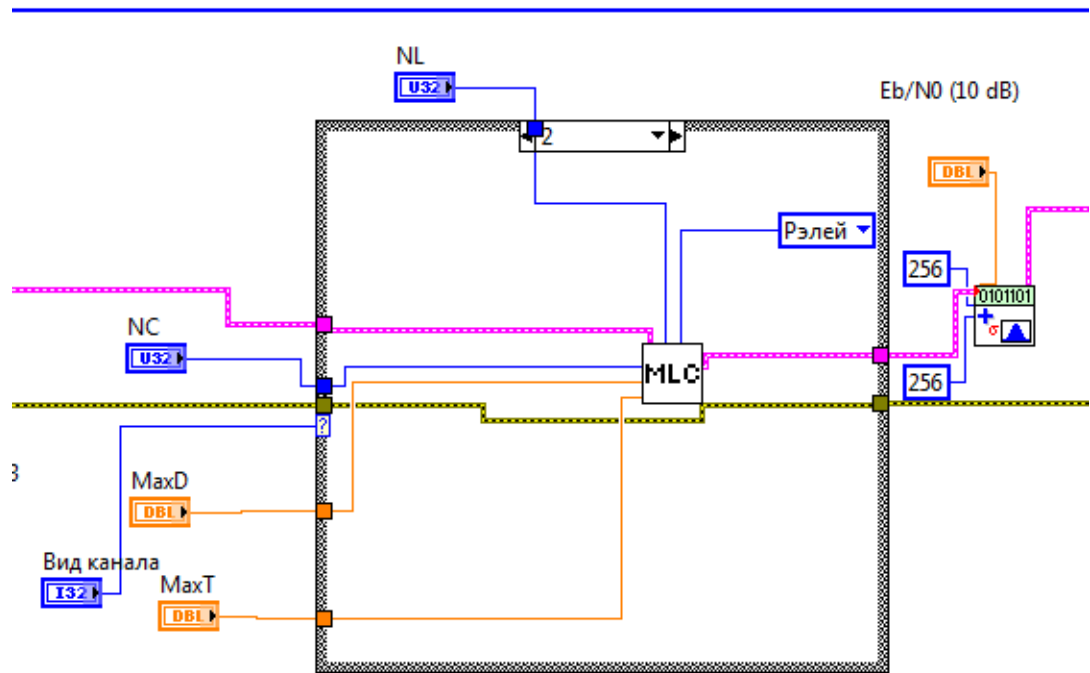 NL
U32
Eb/N0 (10 dB)
2
DBL
Рэлей
256
0101101
NC
U32
+
σ
MLC
256
?
MaxD
DBL
Вид канала
I32
MaxT
DBL